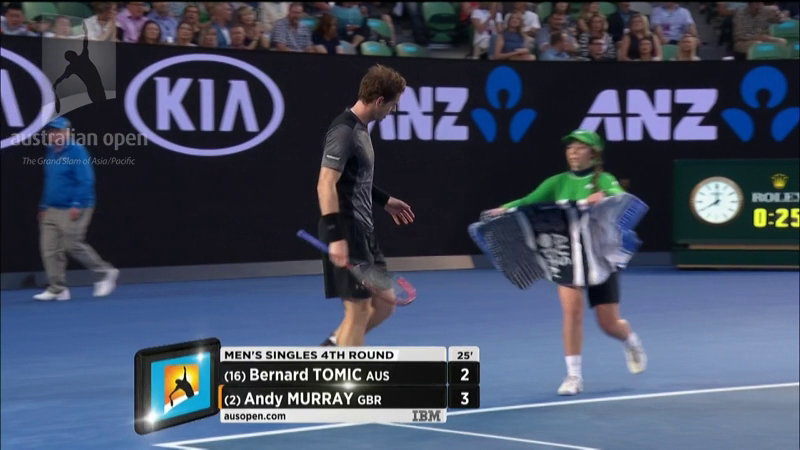 australian open
The Grand Slam of Asia/Pacific
KIA
ANZ
ANZ
ROLEX
0:25
AUS
MEN'S SINGLES 4TH ROUND 25'
(16) Bernard TOMIC AUS 2
(2) Andy MURRAY GBR 3
ausopen.com IBM